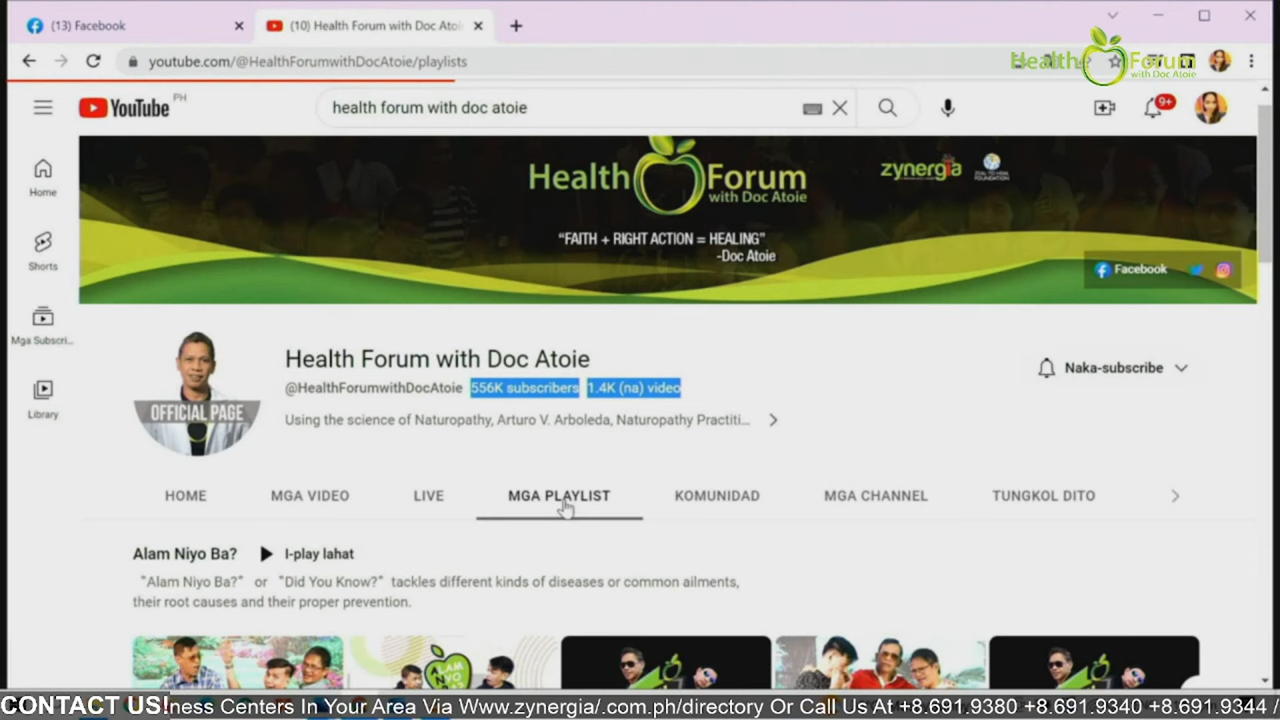 (13) Facebook
(10) Health Forum with Doc Atoi
youtube.com/@HealthForumwithDocAtoie/playlists
Health Forum
with Doc Atoie
YouTube PH
health forum with doc atoie
9+
Home
Shorts
Mga Subscri...
Library
Health Forum
with Doc Atoie
zynergia
"FAITH + RIGHT ACTION = HEALING"
-Doc Atoie
Facebook
OFFICIAL PAGE
Health Forum with Doc Atoie
@HealthForumwithDocAtoie 556K subscribers 1.4K (na) video
Using the science of Naturopathy, Arturo V. Arboleda, Naturopathy Practiti...
Naka-subscribe
HOME MGA VIDEO LIVE MGA PLAYLIST KOMUNIDAD MGA CHANNEL TUNGKOL DITO
Alam Niyo Ba? I-play lahat
"Alam Niyo Ba?" or "Did You Know?" tackles different kinds of diseases or common ailments,
their root causes and their proper prevention.
ALAM
NIYO
CONTACT US! ness Centers In Your Area Via Www.zynergia/.com.ph/directory Or Call Us At +8.691.9380 +8.691.9340 +8.691.9344 /